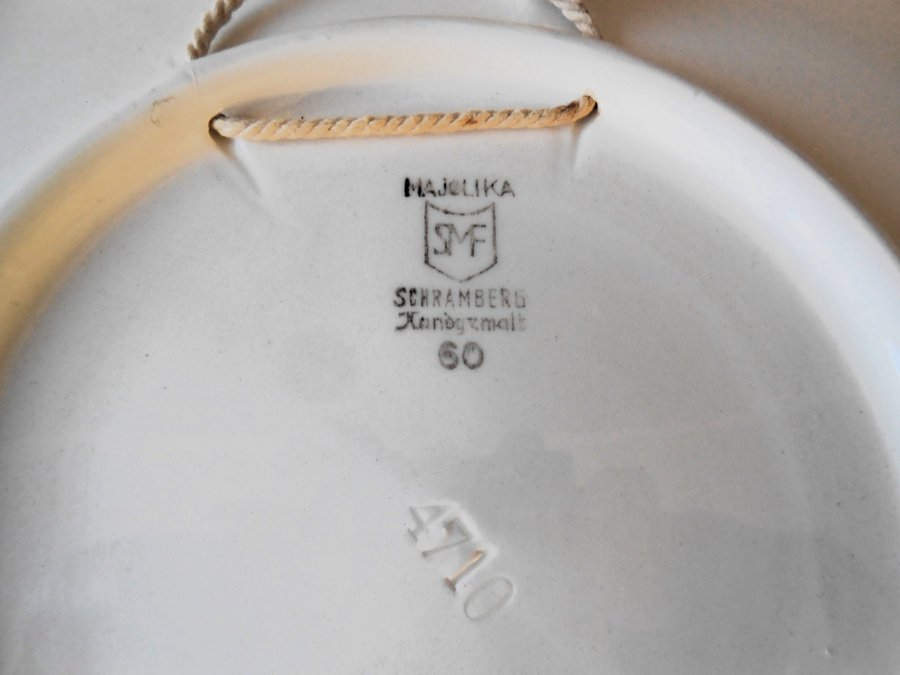 MAJOLIKA
SMF
SCHRAMBERG
Handgemalt
60
4710